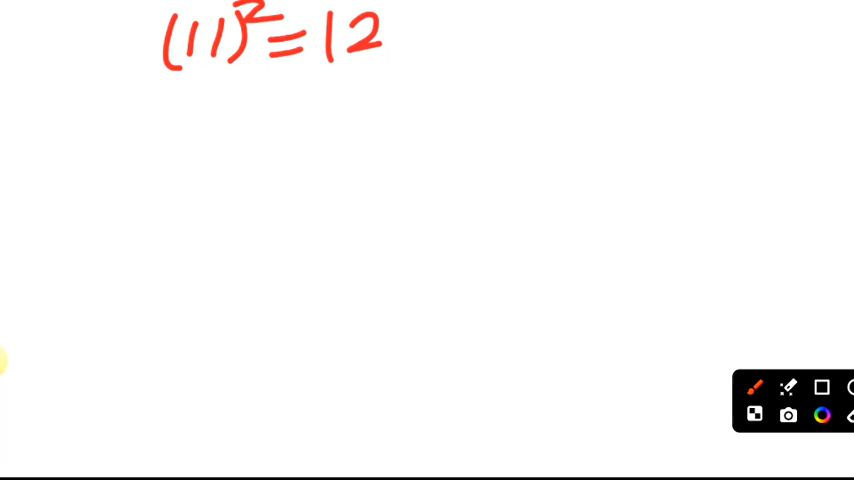 (11)² = 12